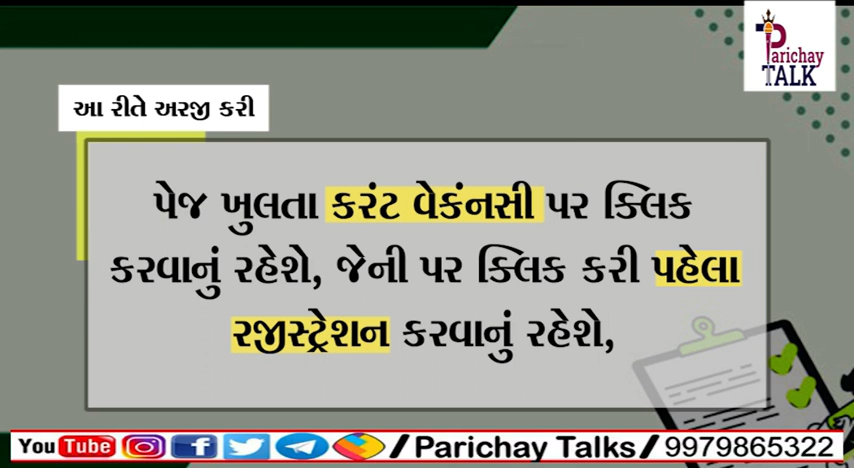 Parichay
TALK
આ રીતે અરજી કરી
પેજ ખુલતા કરંટ વેકંનસી પર ક્લિક
કરવાનું રહેશે, જેની પર ક્લિક કરી પહેલા
રજીસ્ટ્રેશન કરવાનું રહેશે,
You Tube / Parichay Talks / 9979865322